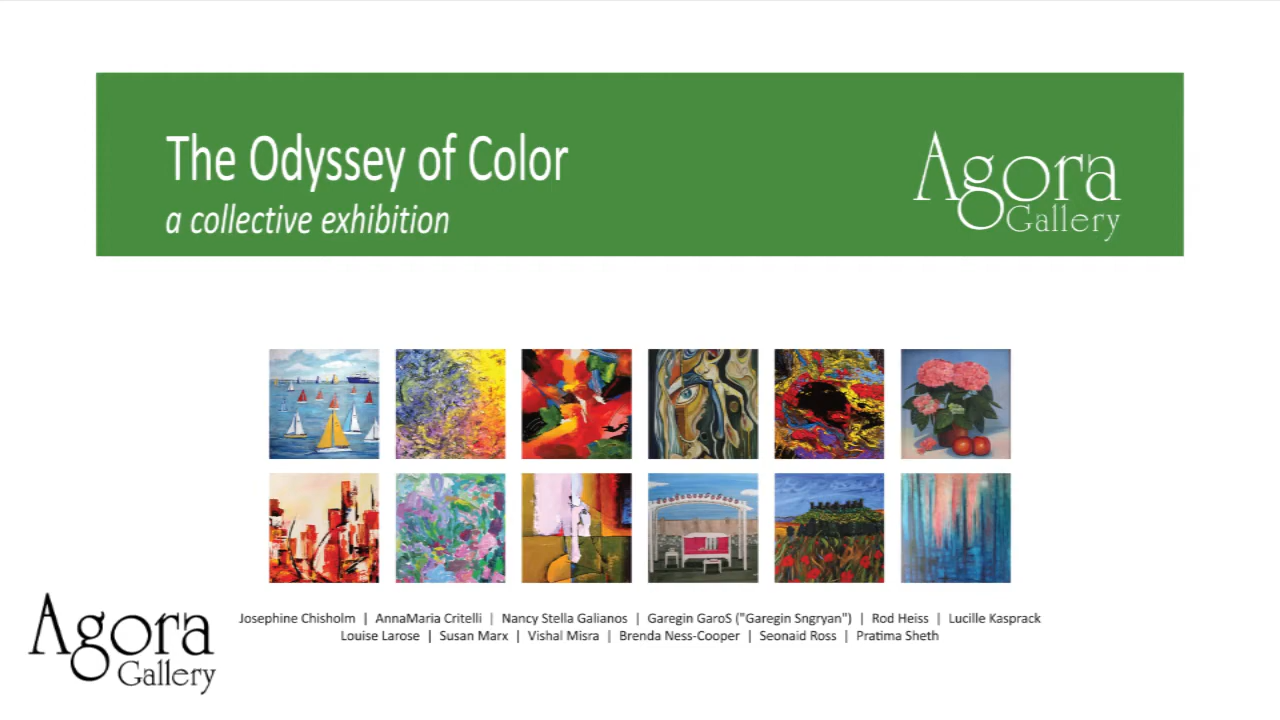 The Odyssey of Color
a collective exhibition
Agora
Gallery
Josephine Chisholm | AnnaMaria Critelli | Nancy Stella Galianos | Garegin GaroS ("Garegin Sngryan") | Rod Heiss | Lucille Kasprack
Louise Larose | Susan Marx | Vishal Misra | Brenda Ness-Cooper | Seonaid Ross | Pratima Sheth
Agora
Gallery